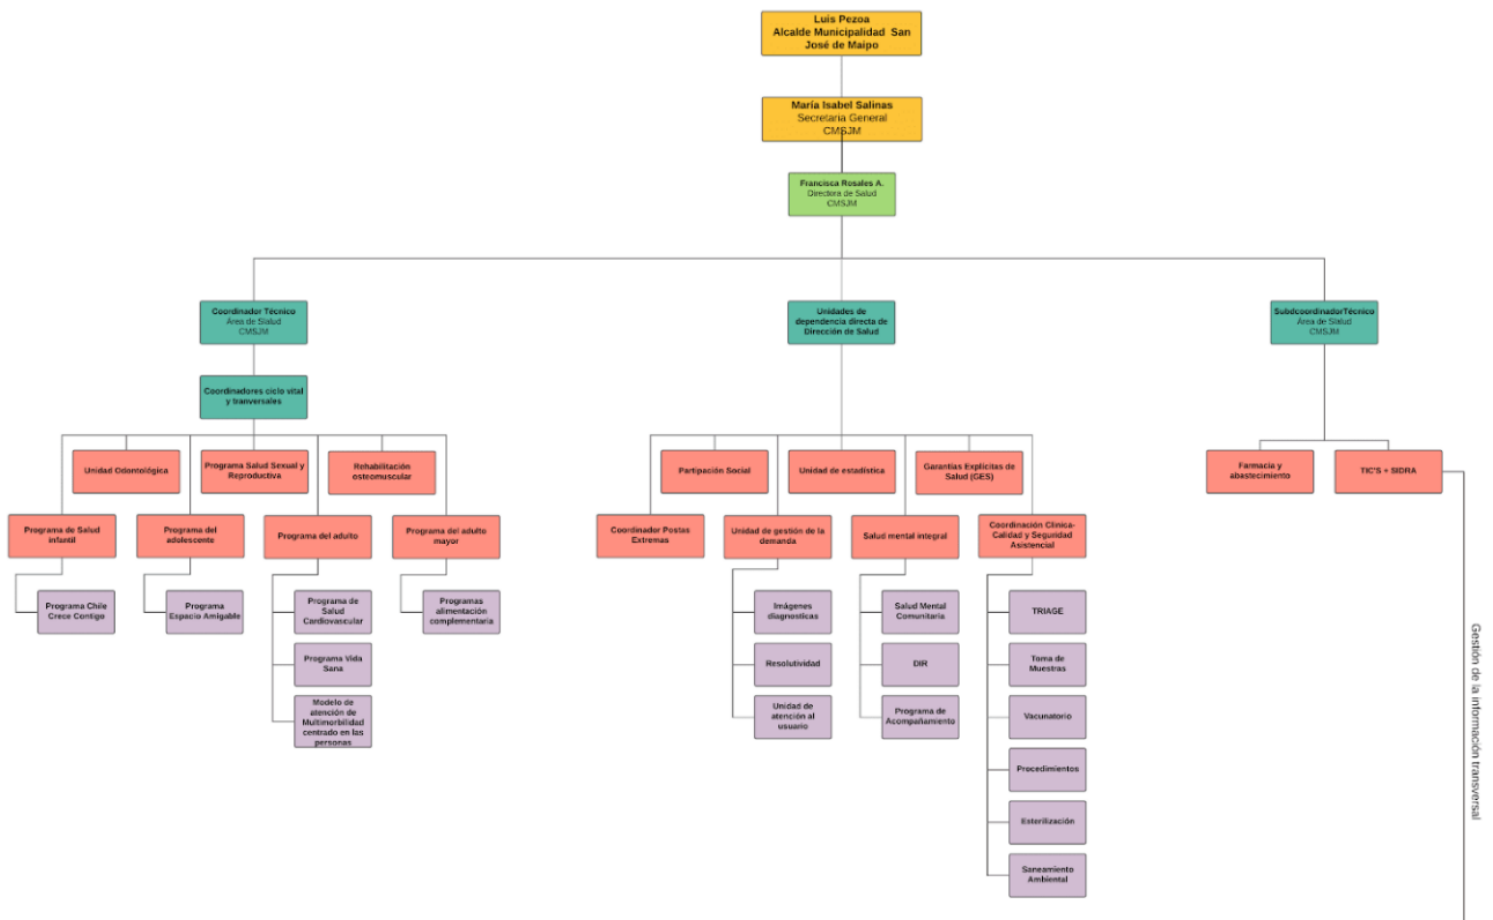 Luis Pezoa
Alcalde Municipalidad San
José de Maipo
María Isabel Salinas
Secretaria General
CMSJM
Francisca Rosales A.
Directora de Salud
CMSJM
Coordinador Técnico
Área de Slalud
CMSJM
Unidades de
dependencia directa de
Dirección de Salud
SubdcoordinadorTécnico
Área de Slalud
CMSJM
Coordinadores ciclo vital
y tranversales
Unidad Odontológica
Programa Salud Sexual y
Reproductiva
Rehabilitación
osteomuscular
Partipación Social
Unidad de estadística
Garantías Explícitas de
Salud (GES)
Farmacia y
abastecimiento
TIC'S + SIDRA
Programa de Salud
infantil
Programa del
adolescente
Programa del adulto
Programa del adulto
mayor
Coordinador Postas
Extremas
Unidad de gestión de la
demanda
Salud mental integral
Coordinación Clínica-
Calidad y Seguridad
Asistencial
Programa Chile
Crece Contigo
Programa
Espacio Amigable
Programa de
Salud
Cardiovascular
Programas
alimentación
complementaria
Imágenes
diagnosticas
Salud Mental
Comunitaria
TRIAGE
Programa Vida
Sana
Resolutividad
DIR
Toma de
Muestras
Modelo de
atención de
Multimorbilidad
centrado en las
personas
Unidad de
atención al
usuario
Programa de
Acompañamiento
Vacunatorio
Procedimientos
Esterilización
Saneamiento
Ambiental
Gestión de la información transversal